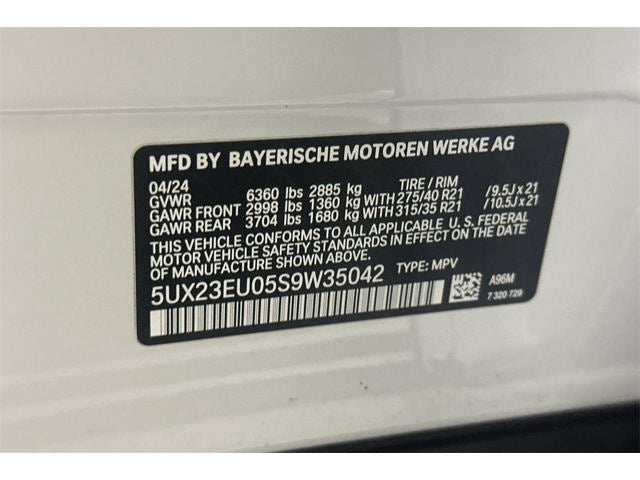 MFD BY BAYERISCHE MOTOREN WERKE AG
04/24 TIRE / RIM
GVWR 6360 lbs 2885 kg
GAWR FRONT 2998 lbs 1360 kg WITH 275/40 R21 /9.5J x 21
GAWR REAR 3704 lbs 1680 kg WITH 315/35 R21 /10.5J x 21
THIS VEHICLE CONFORMS TO ALL APPLICABLE U.S. FEDERAL
MOTOR VEHICLE SAFETY STANDARDS IN EFFECT ON THE
DATE OF MANUFACTURE SHOWN ABOVE.
5UX23EU05S9W35042 TYPE: MPV
A96M
7 320 729